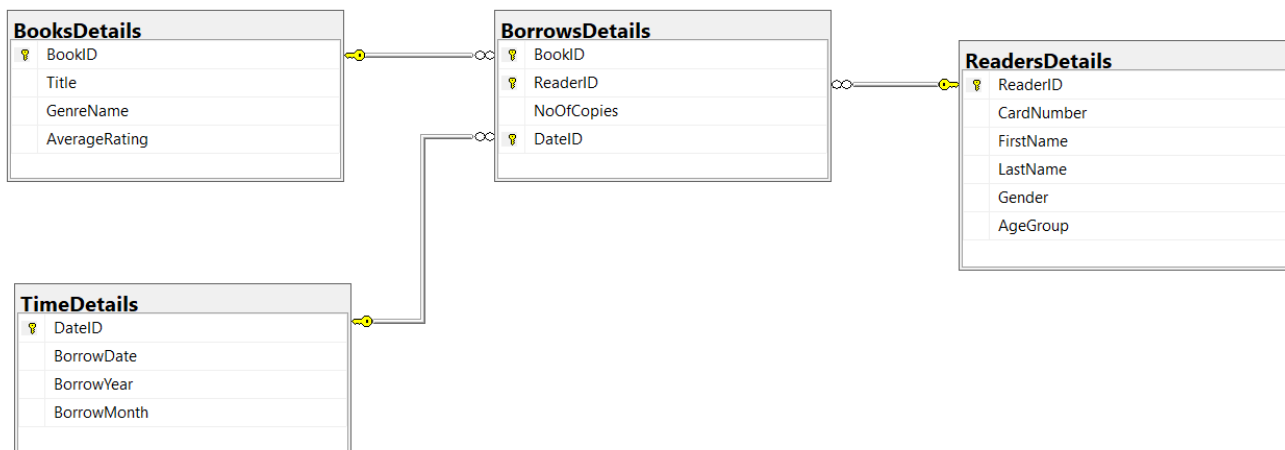 BooksDetails
BookID
Title
GenreName
AverageRating
BorrowsDetails
BookID
ReaderID
NoOfCopies
DateID
ReadersDetails
ReaderID
CardNumber
FirstName
LastName
Gender
AgeGroup
TimeDetails
DateID
BorrowDate
BorrowYear
BorrowMonth